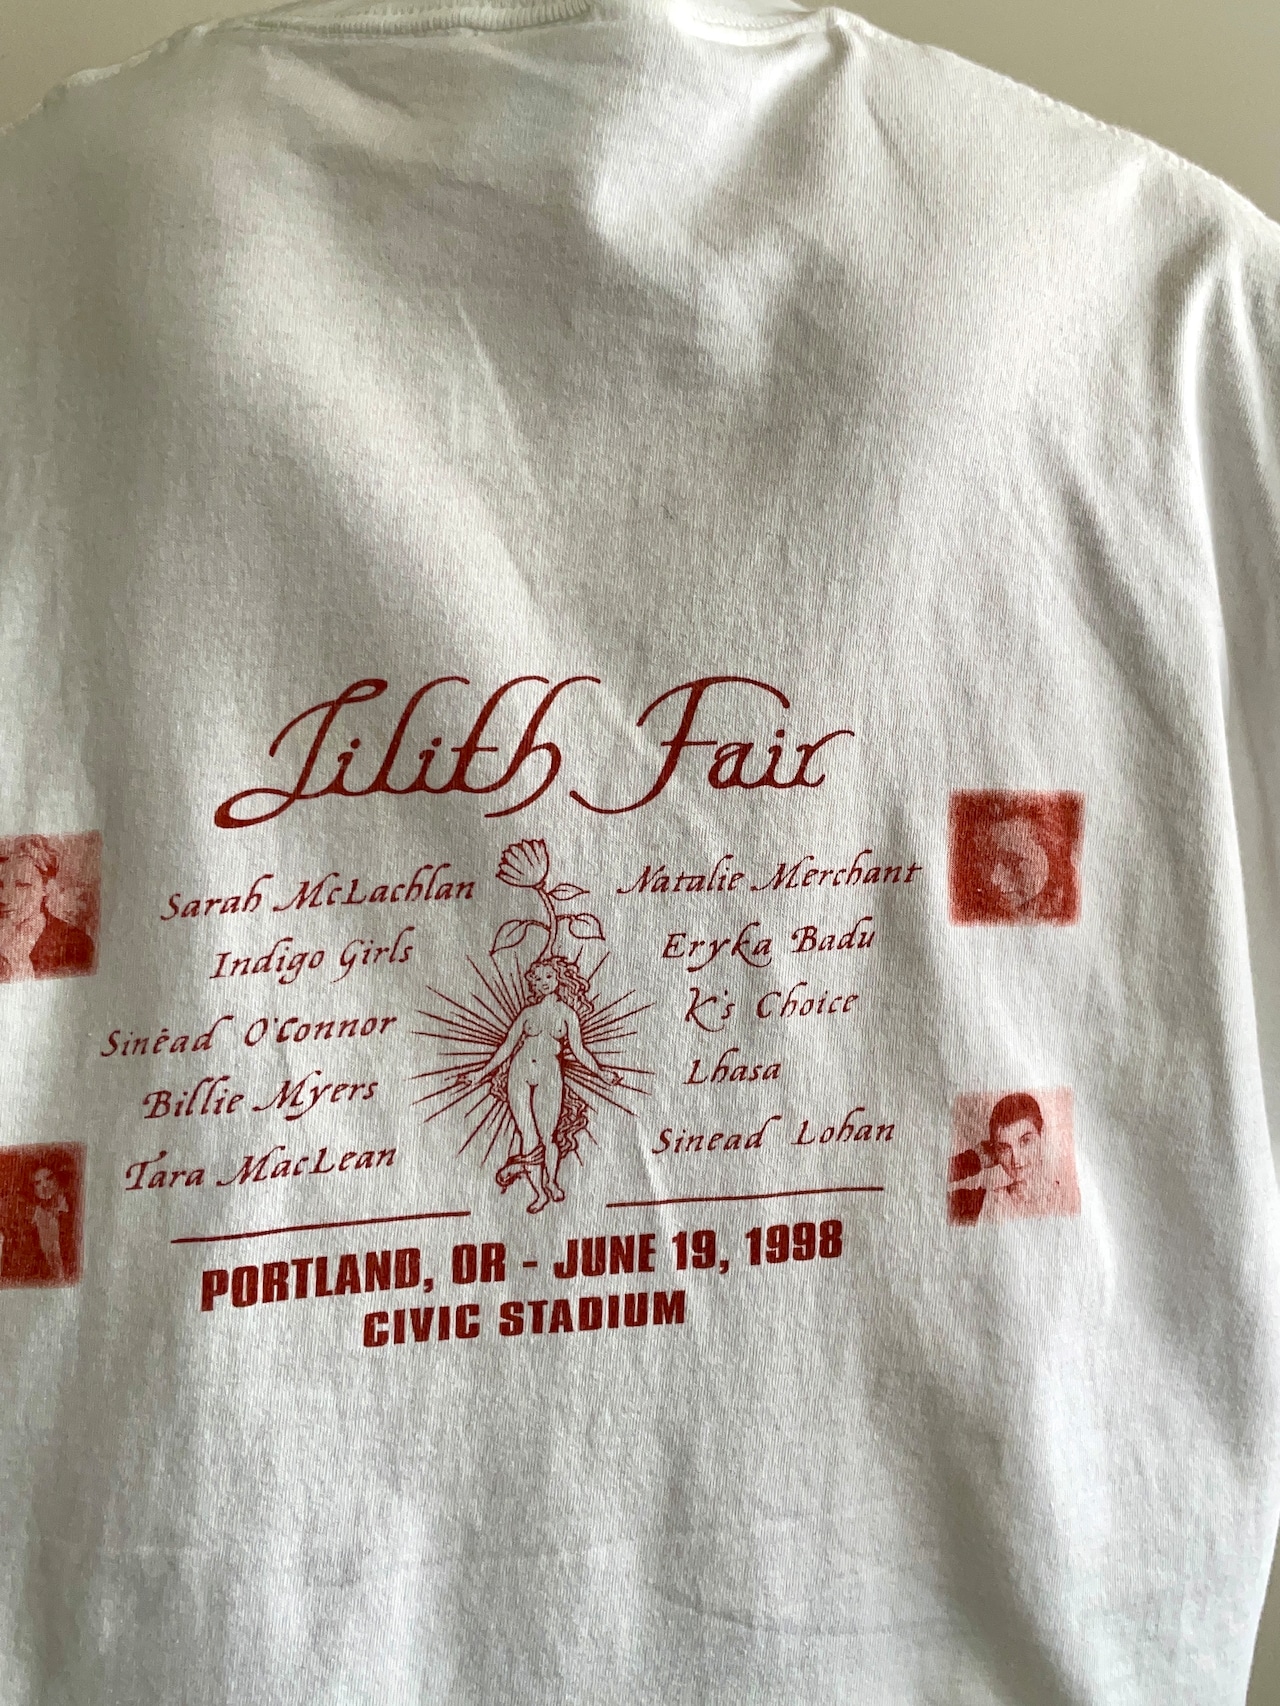 Lilith Fair
Sarah McLachlan
Indigo Girls
Sinéad O'Connor
Billie Myers
Tara MacLean
Natalie Merchant
Eryka Badu
K's Choice
Lhasa
Sinead Lohan
PORTLAND, OR - JUNE 19, 1998
CIVIC STADIUM